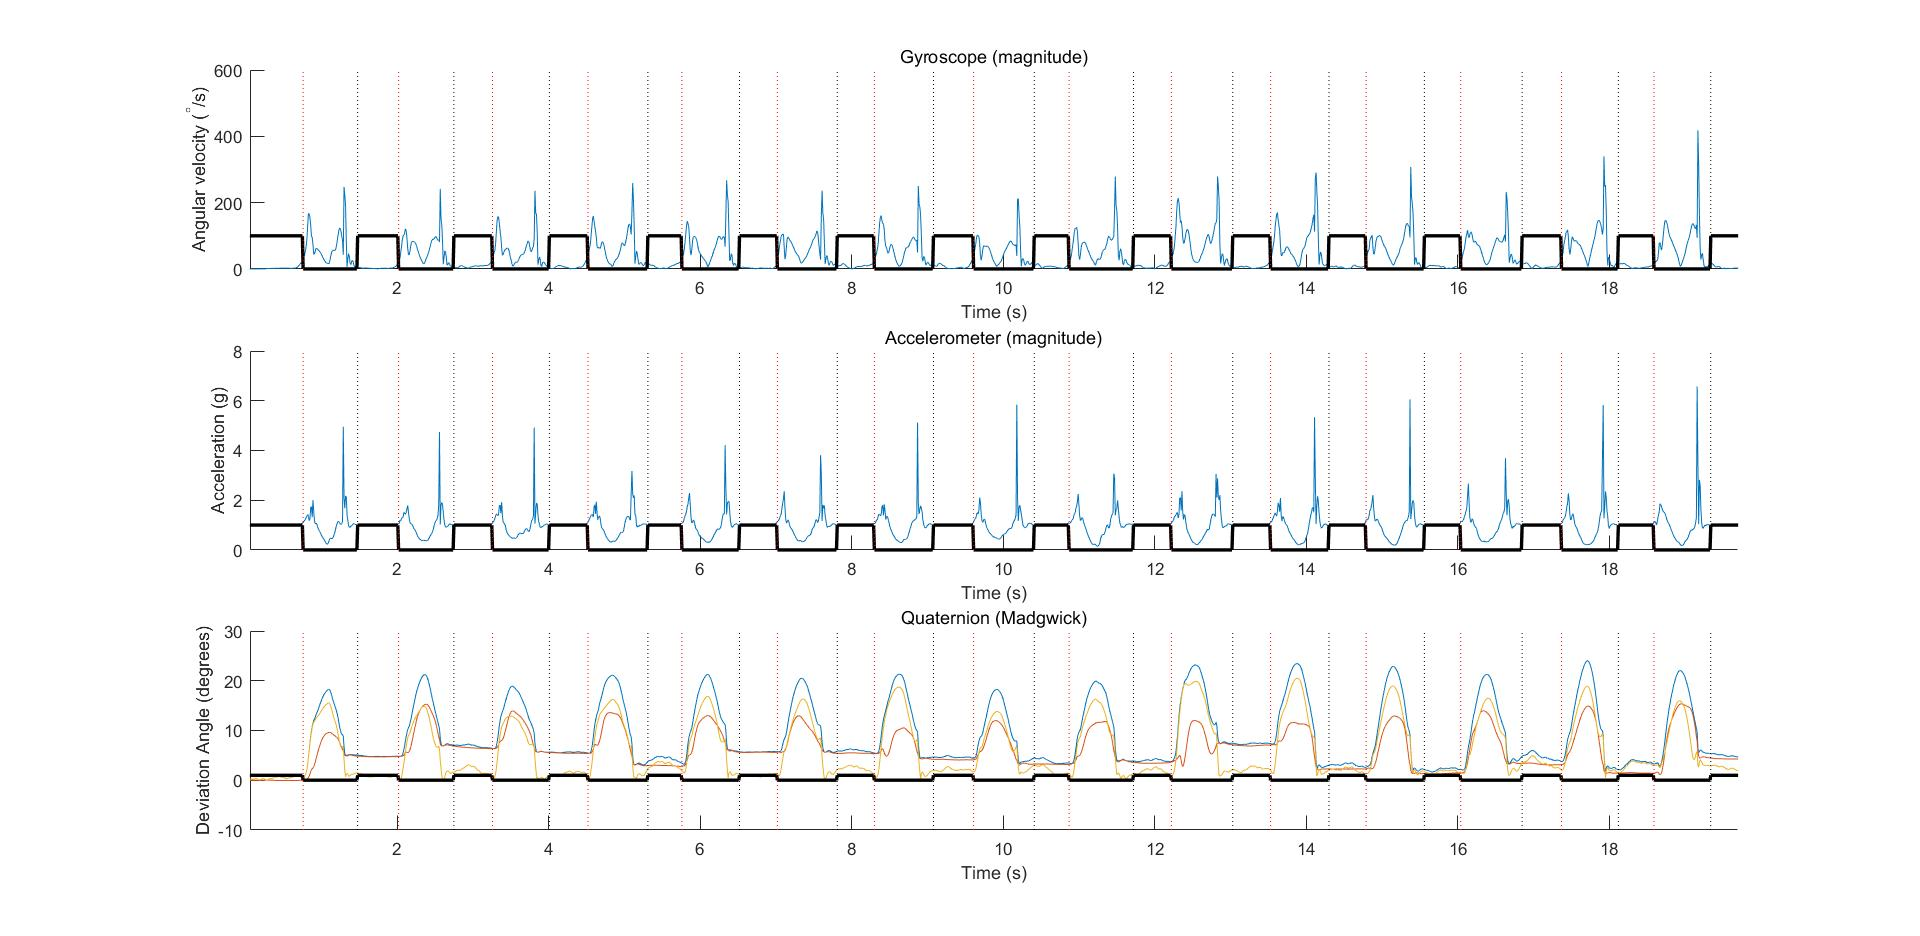 Gyroscope (magnitude)
600
400
200
0
Angular velocity (°/s)
2 4 6 8 10 12 14 16 18
Time (s)
Accelerometer (magnitude)
8
6
4
2
0
Acceleration (g)
2 4 6 8 10 12 14 16 18
Time (s)
Quaternion (Madgwick)
30
20
10
0
-10
Deviation Angle (degrees)
2 4 6 8 10 12 14 16 18
Time (s)